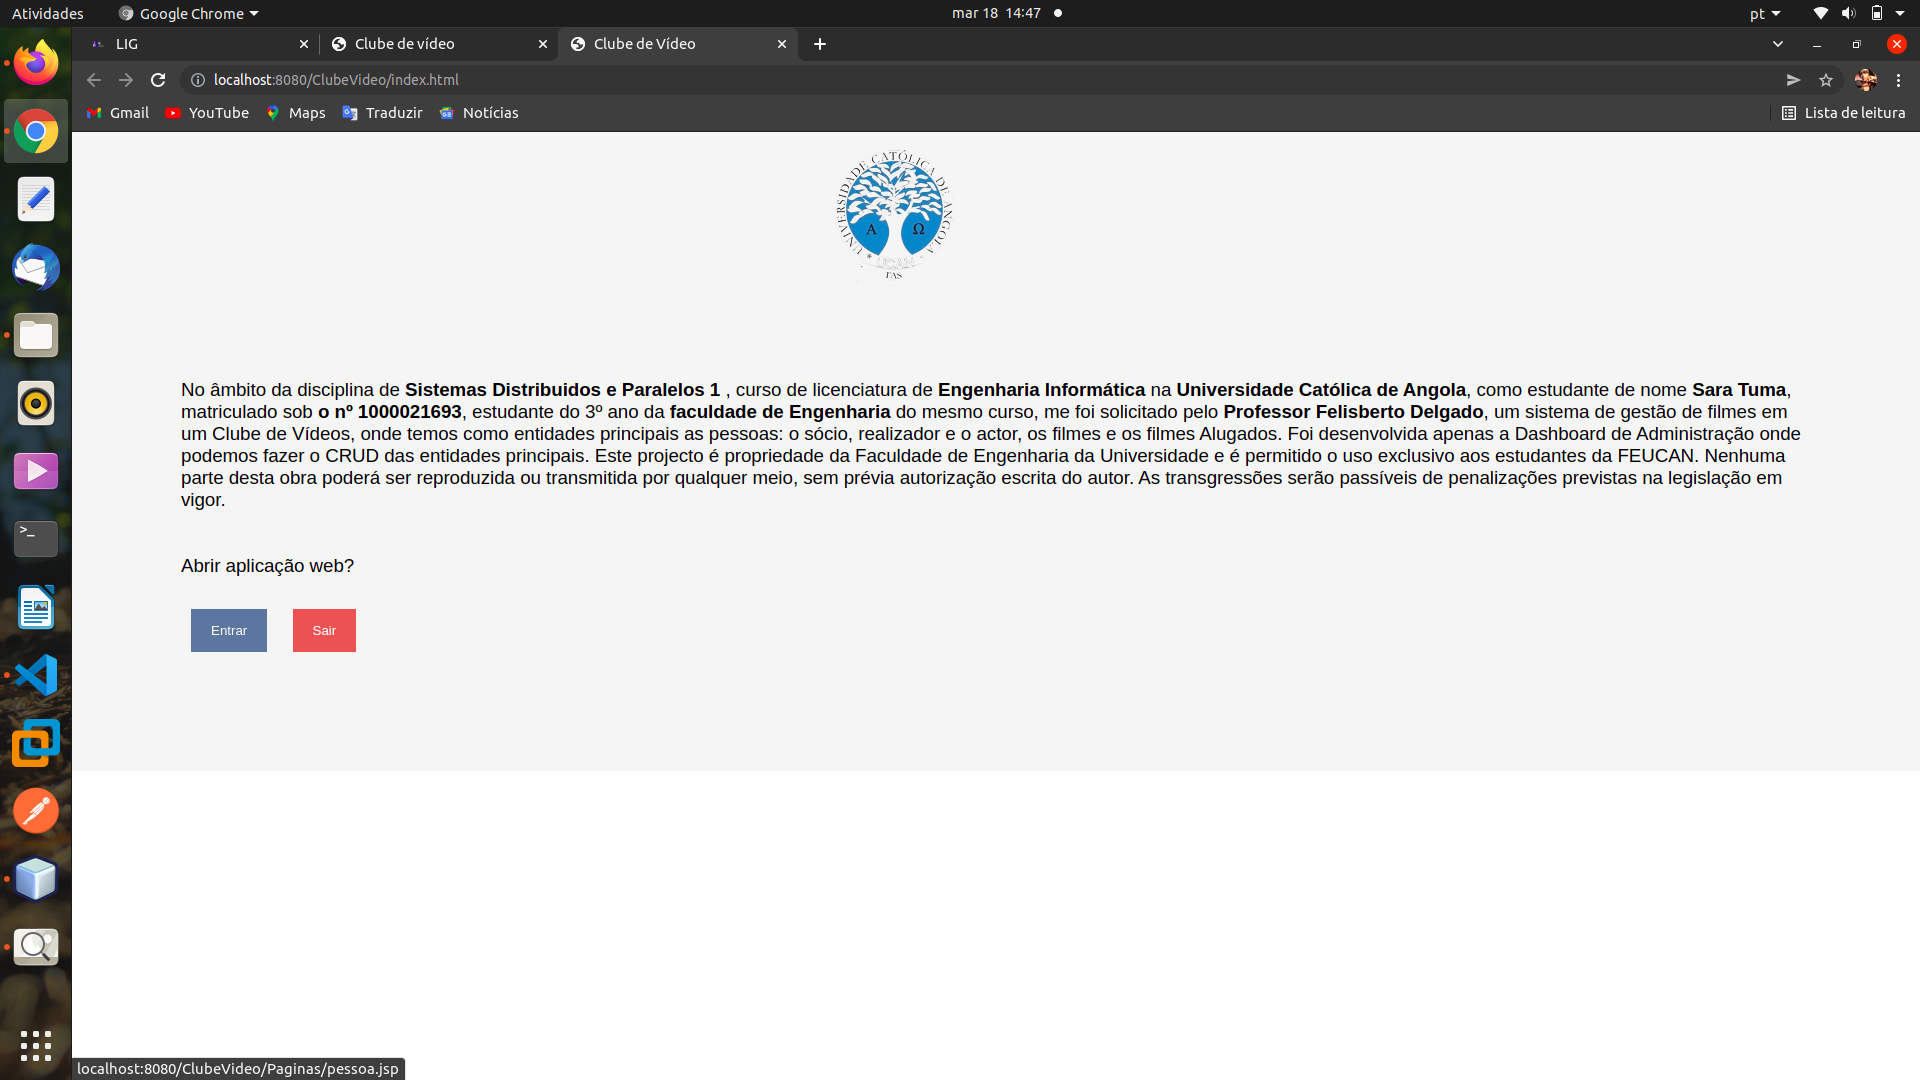 Atividades
Google Chrome
mar 18 14:47
pt
LIG
Clube de vídeo
Clube de Vídeo
localhost:8080/ClubeVideo/index.html
Gmail
YouTube
Maps
Traduzir
Notícias
Lista de leitura
UNIVERSIDADE CATÓLICA DE ANGOLA
Α Ω
TAS
No âmbito da disciplina de Sistemas Distribuidos e Paralelos 1 , curso de licenciatura de Engenharia Informática na Universidade Católica de Angola, como estudante de nome Sara Tuma,
matriculado sob o nº 1000021693, estudante do 3º ano da faculdade de Engenharia do mesmo curso, me foi solicitado pelo Professor Felisberto Delgado, um sistema de gestão de filmes em
um Clube de Vídeos, onde temos como entidades principais as pessoas: o sócio, realizador e o actor, os filmes e os filmes Alugados. Foi desenvolvida apenas a Dashboard de Administração onde
podemos fazer o CRUD das entidades principais. Este projecto é propriedade da Faculdade de Engenharia da Universidade e é permitido o uso exclusivo aos estudantes da FEUCAN. Nenhuma
parte desta obra poderá ser reproduzida ou transmitida por qualquer meio, sem prévia autorização escrita do autor. As transgressões serão passíveis de penalizações previstas na legislação em
vigor.
Abrir aplicação web?
Entrar
Sair
localhost:8080/ClubeVideo/Paginas/pessoa.jsp